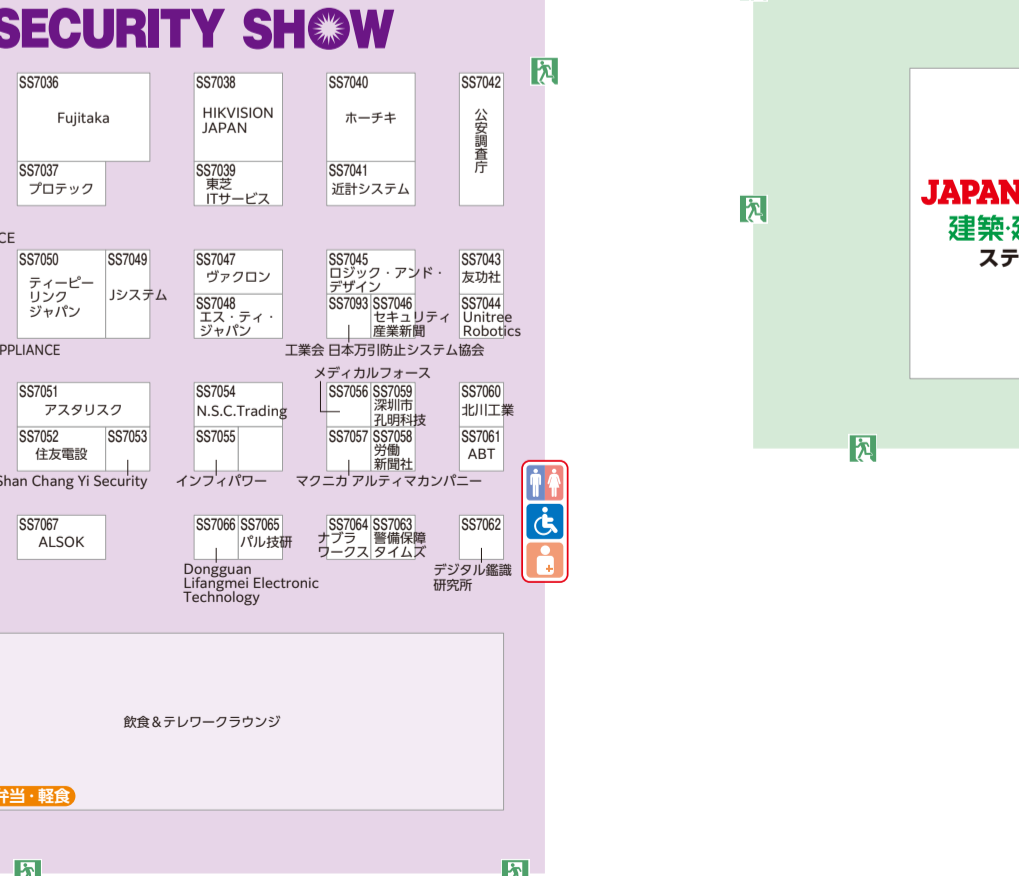 SECURITY SHOW
SS7036
Fujitaka
SS7038
HIKVISION
JAPAN
SS7040
ホーチキ
SS7042
公安調査庁
SS7037
プロテック
SS7039
東芝
ITサービス
SS7041
近計システム
JAPAN
建築・建
ステ
CE
SS7050
ティーピー
リンク
ジャパン
SS7049
Jシステム
SS7047
ヴァクロン
SS7048
エス・ティ・
ジャパン
SS7045
ロジック・アンド・
デザイン
SS7093
SS7046
セキュリティ
産業新聞
SS7043
友功社
SS7044
Unitree
Robotics
PPLIANCE
工業会 日本万引防止システム協会
メディカルフォース
SS7051
アスタリスク
SS7054
N.S.C.Trading
SS7056
SS7059
深圳市
孔明科技
SS7060
北川工業
SS7052
住友電設
SS7053
SS7055
SS7057
SS7058
労働
新聞社
SS7061
ABT
Shan Chang Yi Security
インフィパワー
マクニカ アルティマカンパニー
SS7067
ALSOK
SS7066
SS7065
パル技研
SS7064
ナブラ
ワークス
SS7063
警備保障
タイムズ
SS7062
Dongguan
Lifangmei Electronic
Technology
デジタル鑑識
研究所
飲食＆テレワークラウンジ
弁当・軽食